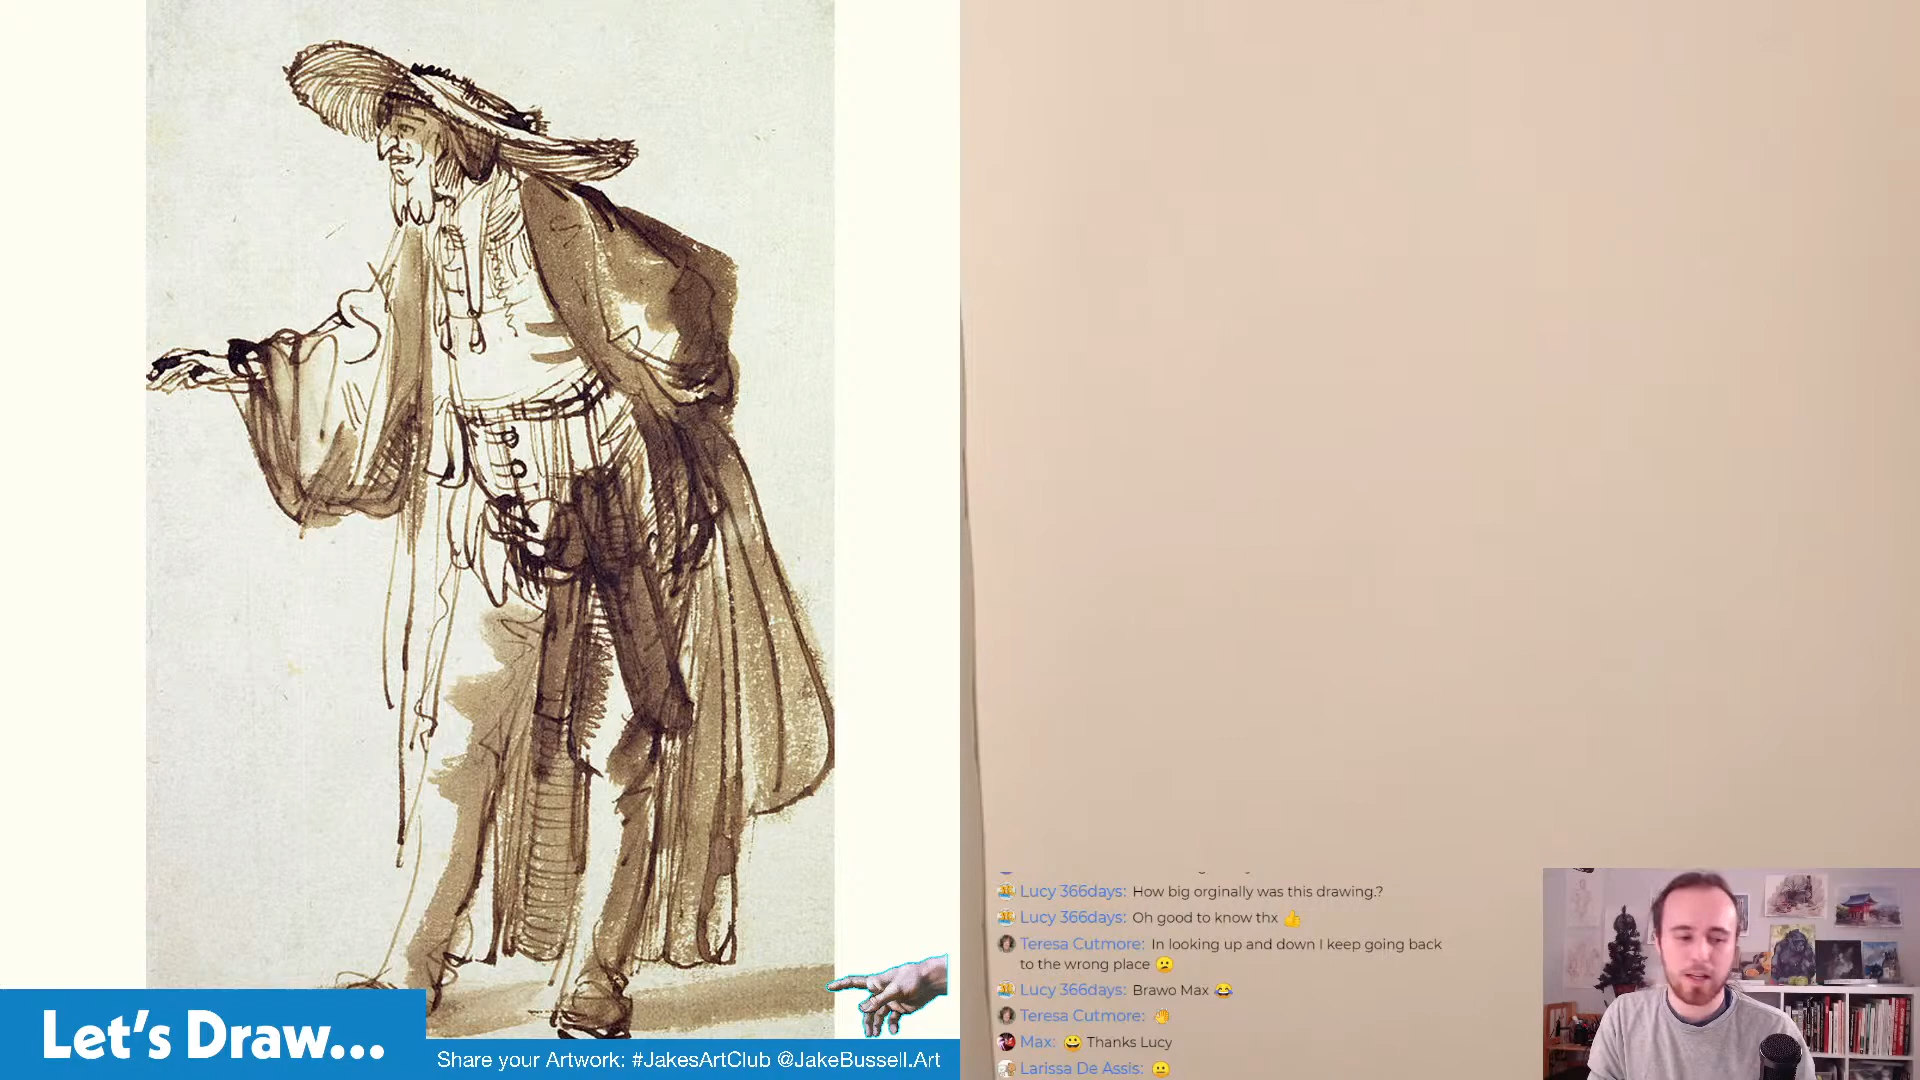 Lucy 366days: How big orginally was this drawing.?
Lucy 366days: Oh good to know thx 👍
Teresa Cutmore: In looking up and down I keep going back
to the wrong place 😕
Lucy 366days: Brawo Max 😂
Teresa Cutmore: 👏
Max: 😀 Thanks Lucy
Larissa De Assis: 😐
Let's Draw...
Share your Artwork: #JakesArtClub @JakeBussell.Art